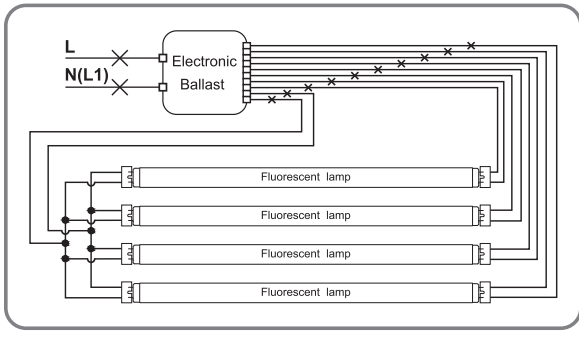 L
N(L1)
Electronic
Ballast
Fluorescent lamp
Fluorescent lamp
Fluorescent lamp
Fluorescent lamp